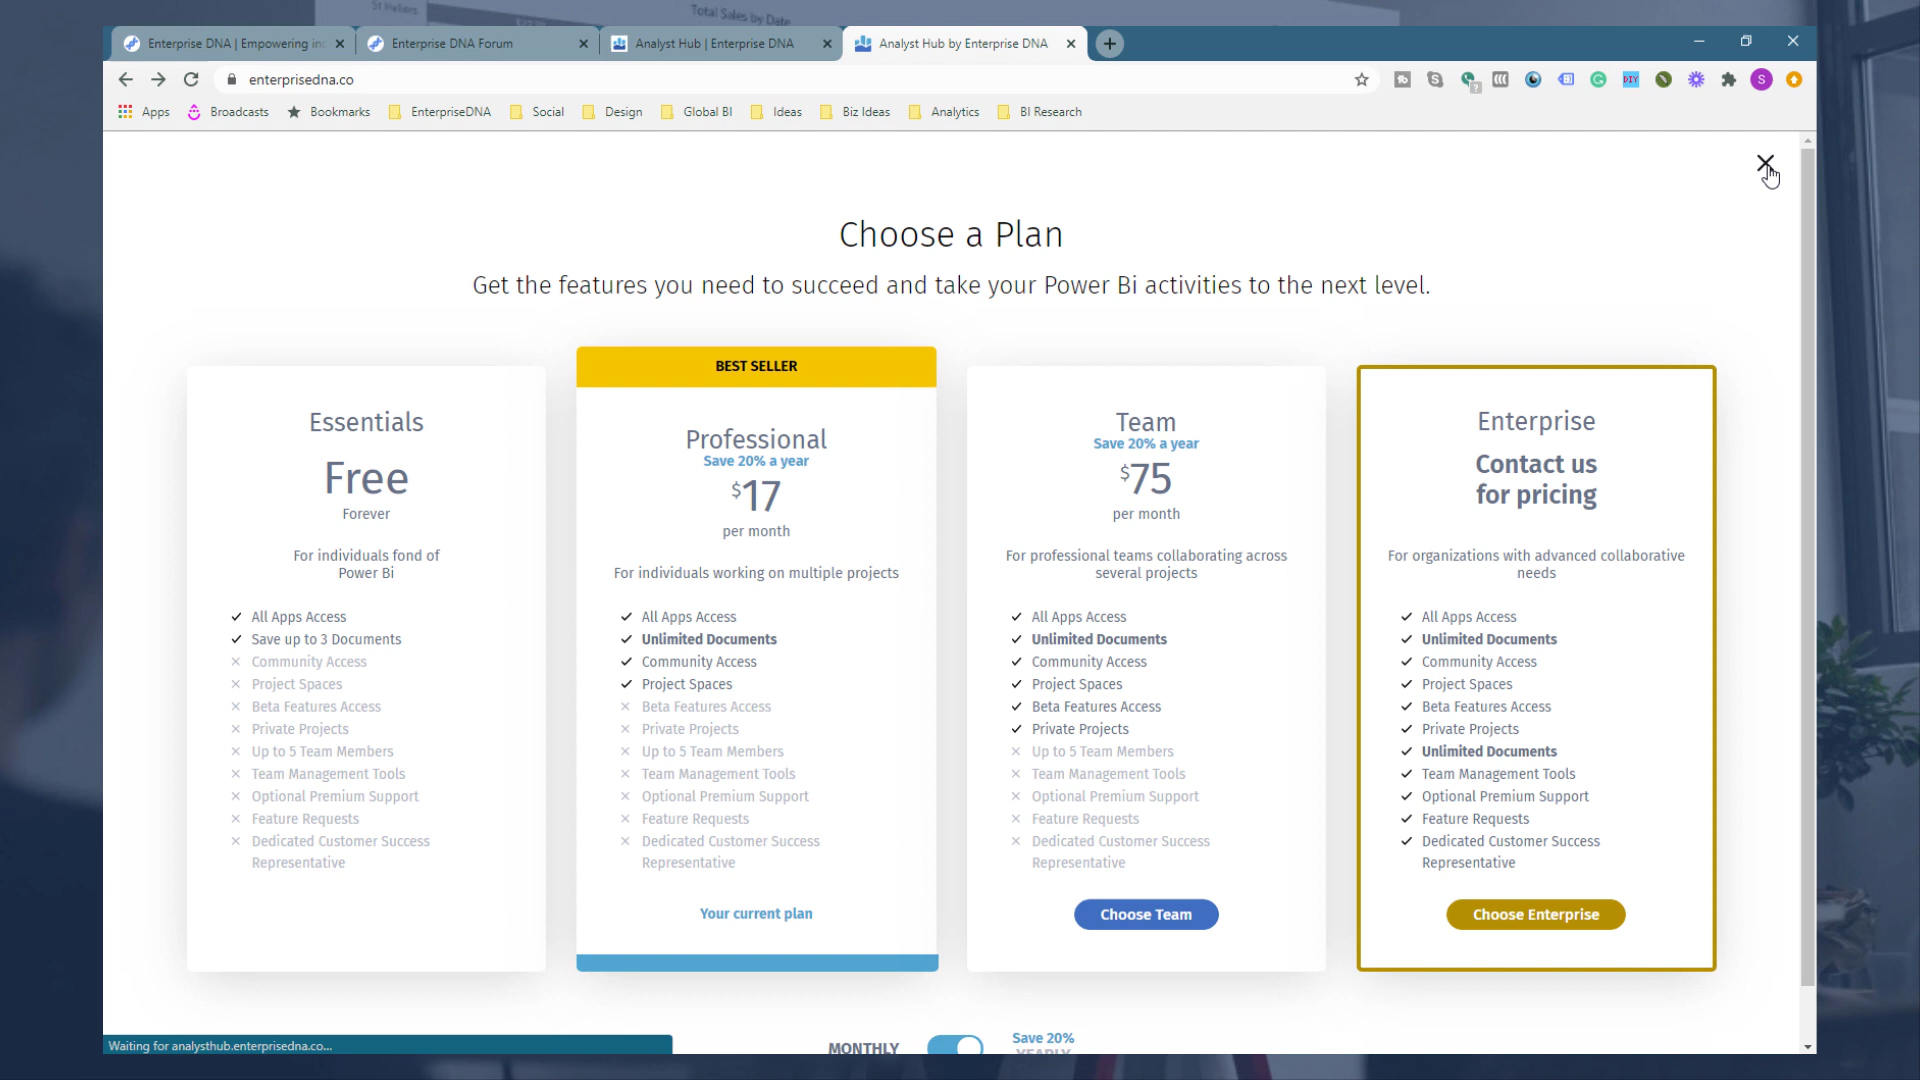 St Hellers
Total Sales by Date
Enterprise DNA | Empowering in
Enterprise DNA Forum
Analyst Hub | Enterprise DNA
Analyst Hub by Enterprise DNA
enterprisedna.co
Apps
Broadcasts
Bookmarks
EnterpriseDNA
Social
Design
Global BI
Ideas
Biz Ideas
Analytics
BI Research
Choose a Plan
Get the features you need to succeed and take your Power Bi activities to the next level.
Essentials
Free
Forever
For individuals fond of
Power Bi
All Apps Access
Save up to 3 Documents
Community Access
Project Spaces
Beta Features Access
Private Projects
Up to 5 Team Members
Team Management Tools
Optional Premium Support
Feature Requests
Dedicated Customer Success
Representative
BEST SELLER
Professional
Save 20% a year
$17
per month
For individuals working on multiple projects
All Apps Access
Unlimited Documents
Community Access
Project Spaces
Beta Features Access
Private Projects
Up to 5 Team Members
Team Management Tools
Optional Premium Support
Feature Requests
Dedicated Customer Success
Representative
Your current plan
Team
Save 20% a year
$75
per month
For professional teams collaborating across
several projects
All Apps Access
Unlimited Documents
Community Access
Project Spaces
Beta Features Access
Private Projects
Up to 5 Team Members
Team Management Tools
Optional Premium Support
Feature Requests
Dedicated Customer Success
Representative
Choose Team
Enterprise
Contact us
for pricing
For organizations with advanced collaborative
needs
All Apps Access
Unlimited Documents
Community Access
Project Spaces
Beta Features Access
Private Projects
Unlimited Documents
Team Management Tools
Optional Premium Support
Feature Requests
Dedicated Customer Success
Representative
Choose Enterprise
MONTHLY
Save 20%
YEARLY
Waiting for analysthub.enterprisedna.co...
DIY
S